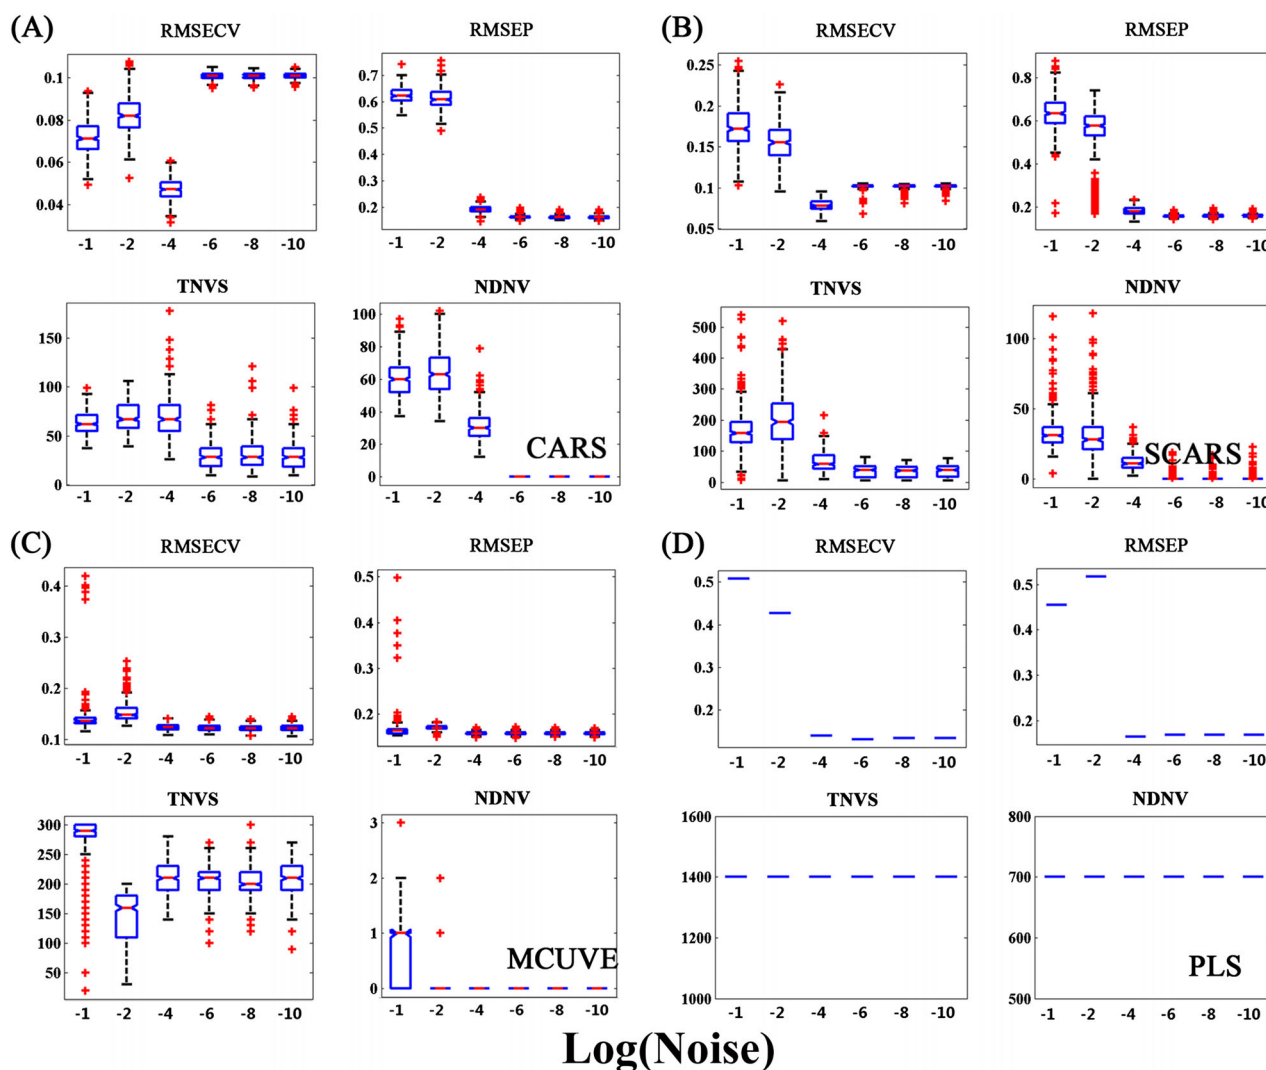 (A)
RMSECV
0.1
0.08
0.06
0.04
-1 -2 -4 -6 -8 -10
RMSEP
0.7
0.6
0.5
0.4
0.3
0.2
-1 -2 -4 -6 -8 -10
(B)
RMSECV
0.25
0.2
0.15
0.1
0.05
-1 -2 -4 -6 -8 -10
RMSEP
0.8
0.6
0.4
0.2
-1 -2 -4 -6 -8 -10
TNVS
150
100
50
0
-1 -2 -4 -6 -8 -10
NDNV
100
80
60
40
20
0
CARS
-1 -2 -4 -6 -8 -10
TNVS
500
400
300
200
100
0
-1 -2 -4 -6 -8 -10
NDNV
100
50
0
SCARS
-1 -2 -4 -6 -8 -10
(C)
RMSECV
0.4
0.3
0.2
0.1
-1 -2 -4 -6 -8 -10
RMSEP
0.5
0.4
0.3
0.2
-1 -2 -4 -6 -8 -10
(D)
RMSECV
0.5
0.4
0.3
0.2
-1 -2 -4 -6 -8 -10
RMSEP
0.5
0.4
0.3
0.2
-1 -2 -4 -6 -8 -10
TNVS
300
250
200
150
100
50
-1 -2 -4 -6 -8 -10
NDNV
3
2
1
0
MCUVE
-1 -2 -4 -6 -8 -10
TNVS
1600
1400
1200
1000
-1 -2 -4 -6 -8 -10
NDNV
800
700
600
500
PLS
-1 -2 -4 -6 -8 -10
Log(Noise)